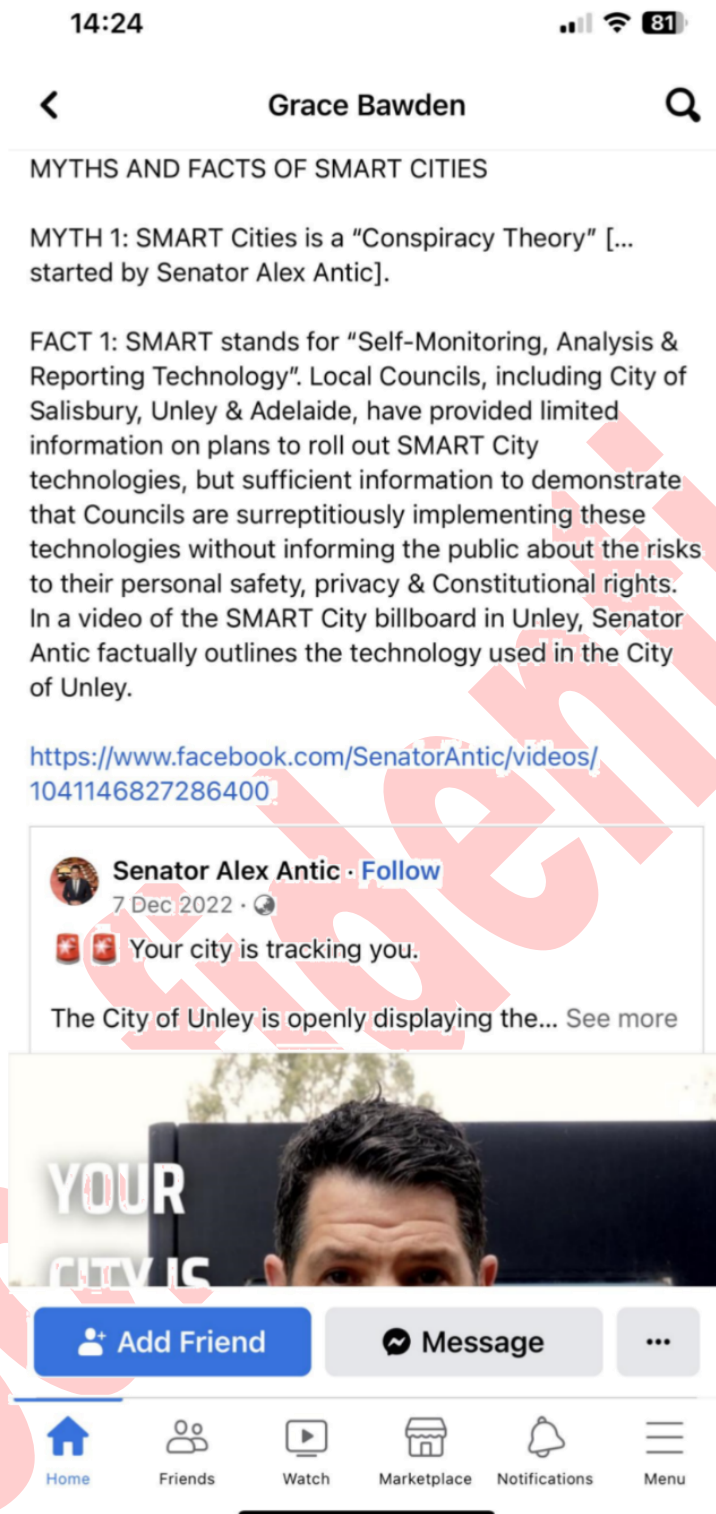 14:24
81
Grace Bawden
MYTHS AND FACTS OF SMART CITIES
MYTH 1: SMART Cities is a “Conspiracy Theory” [...
started by Senator Alex Antic].
FACT 1: SMART stands for “Self-Monitoring, Analysis &
Reporting Technology”. Local Councils, including City of
Salisbury, Unley & Adelaide, have provided limited
information on plans to roll out SMART City
technologies, but sufficient information to demonstrate
that Councils are surreptitiously implementing these
technologies without informing the public about the risks
to their personal safety, privacy & Constitutional rights.
In a video of the SMART City billboard in Unley, Senator
Antic factually outlines the technology used in the City
of Unley.
https://www.facebook.com/SenatorAntic/videos/
1041146827286400
Senator Alex Antic · Follow
7 Dec 2022 ·
Your city is tracking you.
The City of Unley is openly displaying the... See more
YOUR
CITY IS
Add Friend
Message
Home
Friends
Watch
Marketplace
Notifications
Menu